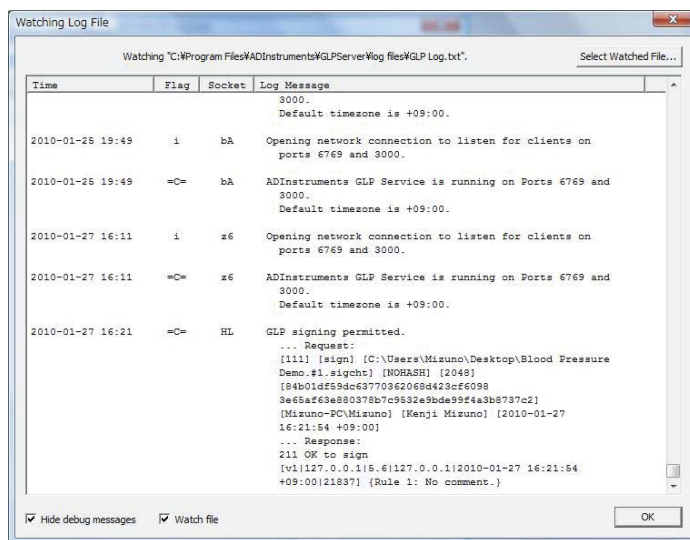 Watching Log File
Watching "C:¥Program Files¥ADInstruments¥GLPServer¥log files¥GLP Log.txt".
Select Watched File...
Time Flag Socket Log Message
3000.
Default timezone is +09:00.
2010-01-25 19:49 i bA Opening network connection to listen for clients on
ports 6769 and 3000.
2010-01-25 19:49 =C= bA ADInstruments GLP Service is running on Ports 6769 and
3000.
Default timezone is +09:00.
2010-01-27 16:11 i z6 Opening network connection to listen for clients on
ports 6769 and 3000.
2010-01-27 16:11 =C= z6 ADInstruments GLP Service is running on Ports 6769 and
3000.
Default timezone is +09:00.
2010-01-27 16:21 =C= HL GLP signing permitted.
... Request:
[111] [sign] [C:\Users\Mizuno\Desktop\Blood Pressure
Demo.#1.sigcht] [NOHASH] [2048]
[84b01df59dc63770362068d423cf6098
3e65af63e880378b7c9532e9bde99f4a3b8737c2]
[Mizuno-PC\Mizuno] [Kenji Mizuno] [2010-01-27
16:21:54 +09:00]
... Response:
211 OK to sign
[v1|127.0.0.1|5.6|127.0.0.1|2010-01-27 16:21:54
+09:00|21837] {Rule 1: No comment.}
Hide debug messages Watch file OK